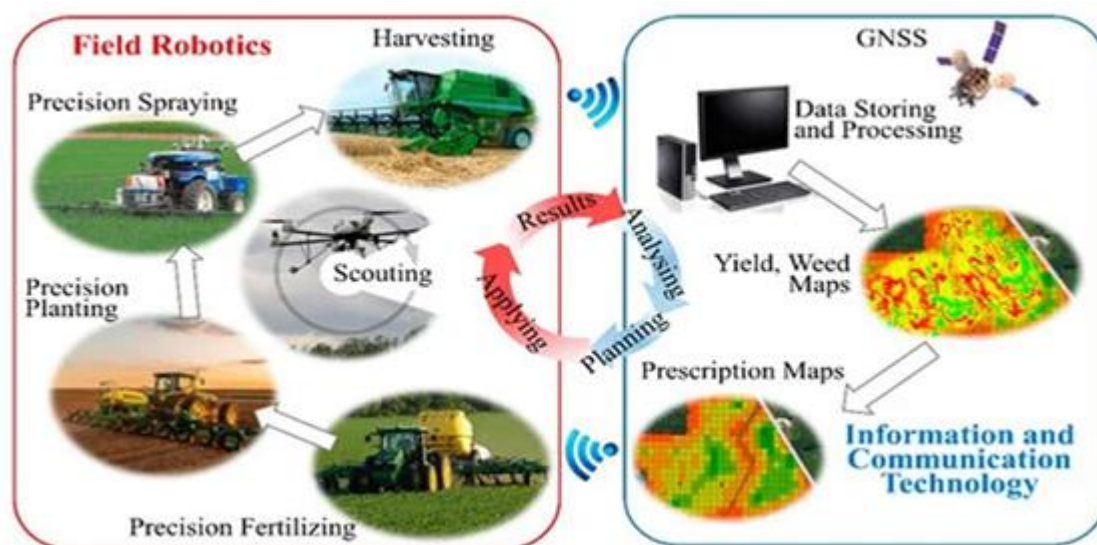 Field Robotics
Harvesting
Precision Spraying
Scouting
Precision
Planting
Precision Fertilizing
Results
Analysing
Planning
Applying
GNSS
Data Storing
and Processing
Yield, Weed
Maps
Prescription Maps
Information and
Communication
Technology